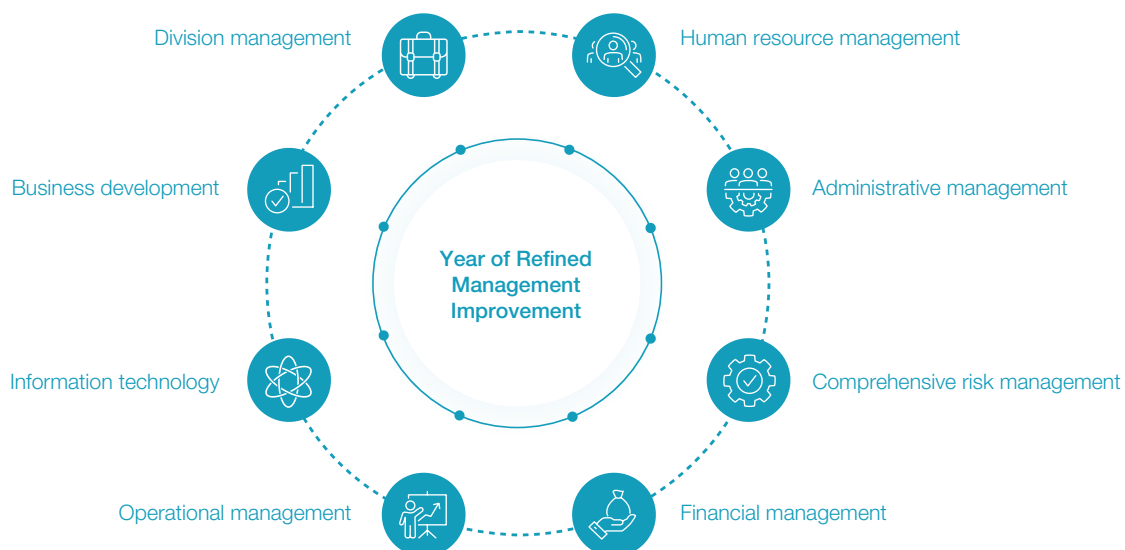 Division management
Human resource management
Business development
Administrative management
Year of Refined
Management
Improvement
Information technology
Comprehensive risk management
Operational management
Financial management